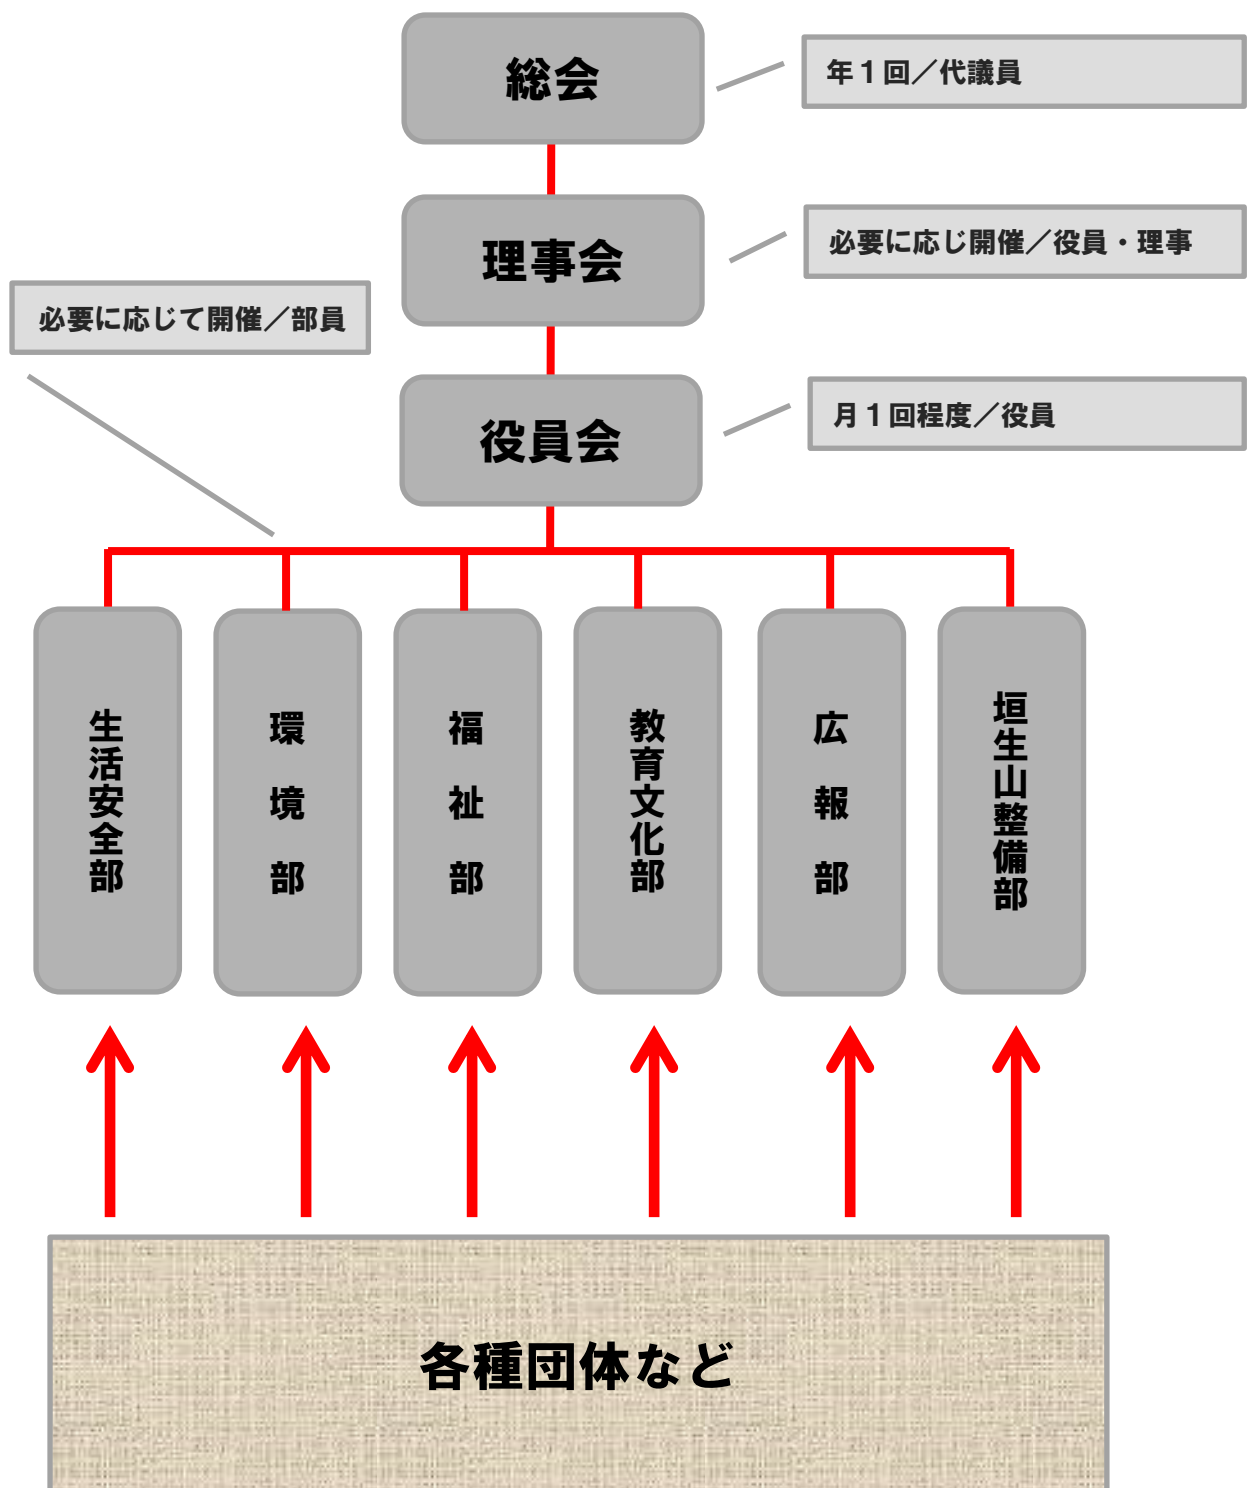 総会
年１回／代議員
理事会
必要に応じ開催／役員・理事
必要に応じて開催／部員
役員会
月１回程度／役員
生活安全部
環境部
福祉部
教育文化部
広報部
垣生山整備部
各種団体など